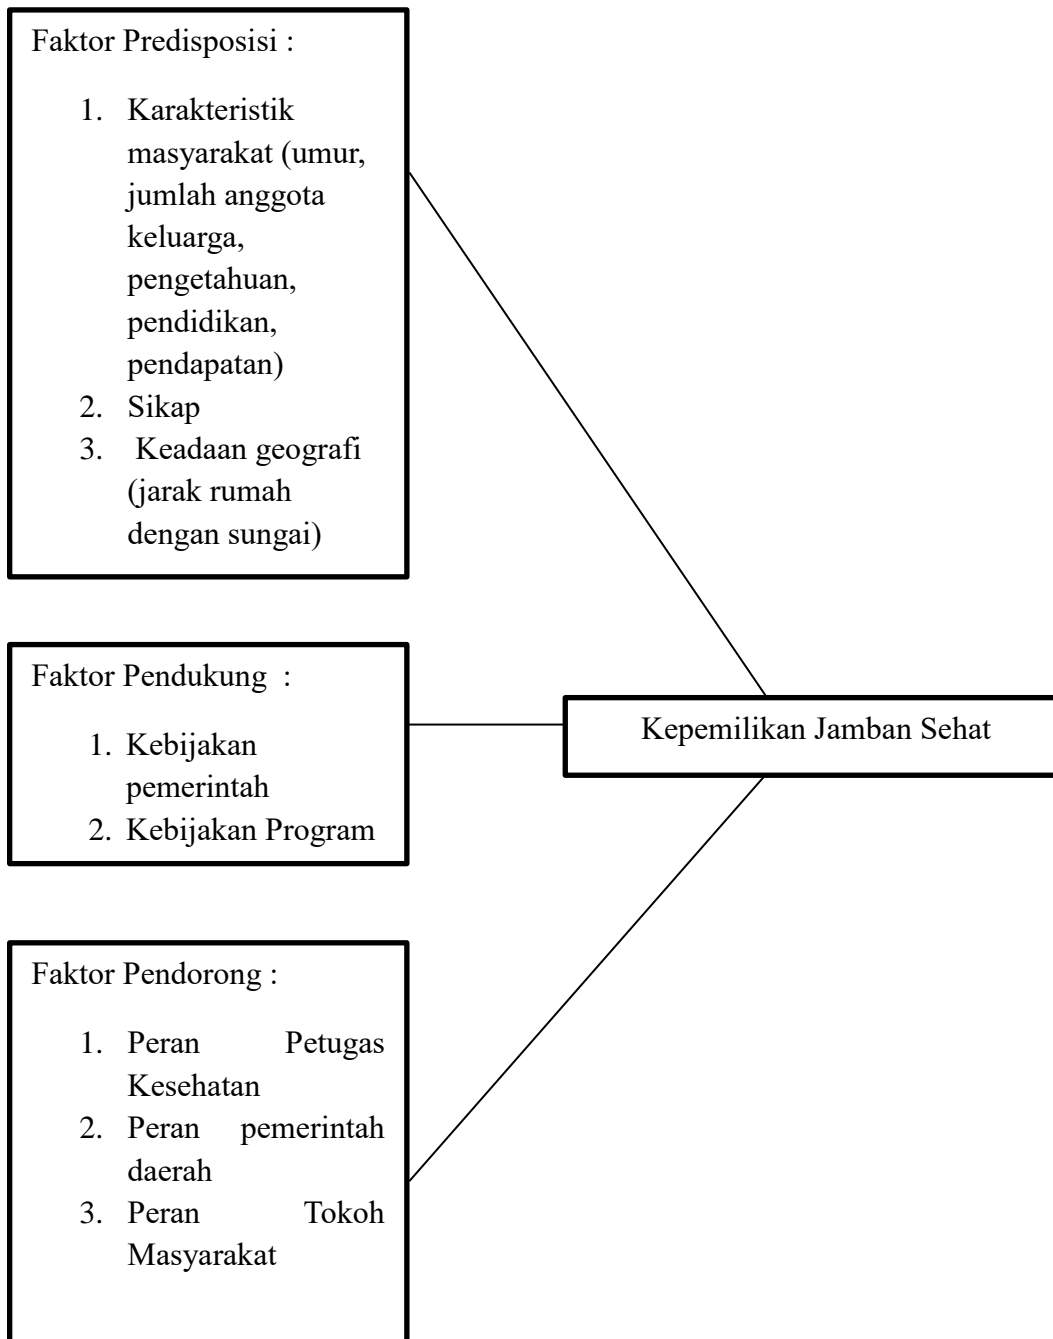 Faktor Predisposisi :
1. Karakteristik
masyarakat (umur,
jumlah anggota
keluarga,
pengetahuan,
pendidikan,
pendapatan)
2. Sikap
3. Keadaan geografi
(jarak rumah
dengan sungai)
Faktor Pendukung :
1. Kebijakan
pemerintah
2. Kebijakan Program
Kepemilikan Jamban Sehat
Faktor Pendorong :
1. Peran Petugas
Kesehatan
2. Peran pemerintah
daerah
3. Peran Tokoh
Masyarakat